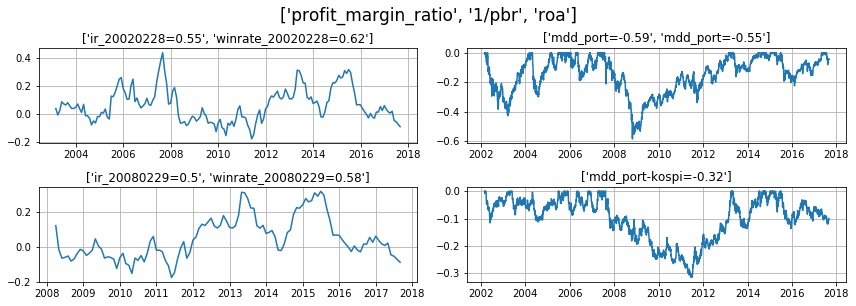 ['profit_margin_ratio', '1/pbr', 'roa']
['ir_20020228=0.55', 'winrate_20020228=0.62']
0.4
0.2
0.0
−0.2
2004 2006 2008 2010 2012 2014 2016 2018
['mdd_port=-0.59', 'mdd_port=-0.55']
0.0
−0.2
−0.4
−0.6
2002 2004 2006 2008 2010 2012 2014 2016 2018
['ir_20080229=0.5', 'winrate_20080229=0.58']
0.2
0.0
−0.2
2008 2009 2010 2011 2012 2013 2014 2015 2016 2017 2018
['mdd_port-kospi=-0.32']
0.0
−0.1
−0.2
−0.3
2002 2004 2006 2008 2010 2012 2014 2016 2018